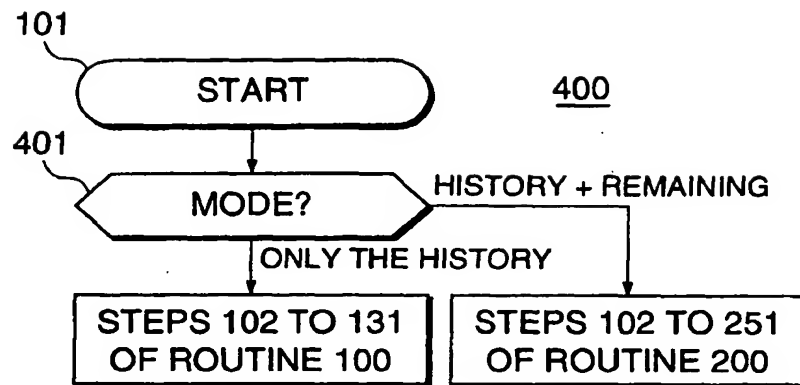 101
START
400
401
MODE?
HISTORY + REMAINING
ONLY THE HISTORY
STEPS 102 TO 131
OF ROUTINE 100
STEPS 102 TO 251
OF ROUTINE 200